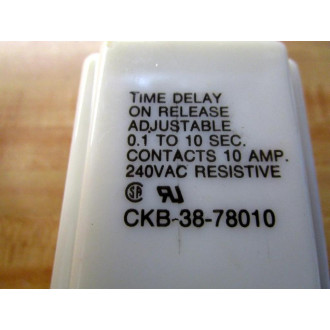 TIME DELAY
ON RELEASE
ADJUSTABLE
0.1 TO 10 SEC.
CONTACTS 10 AMP.
240VAC RESISTIVE
CKB-38-78010